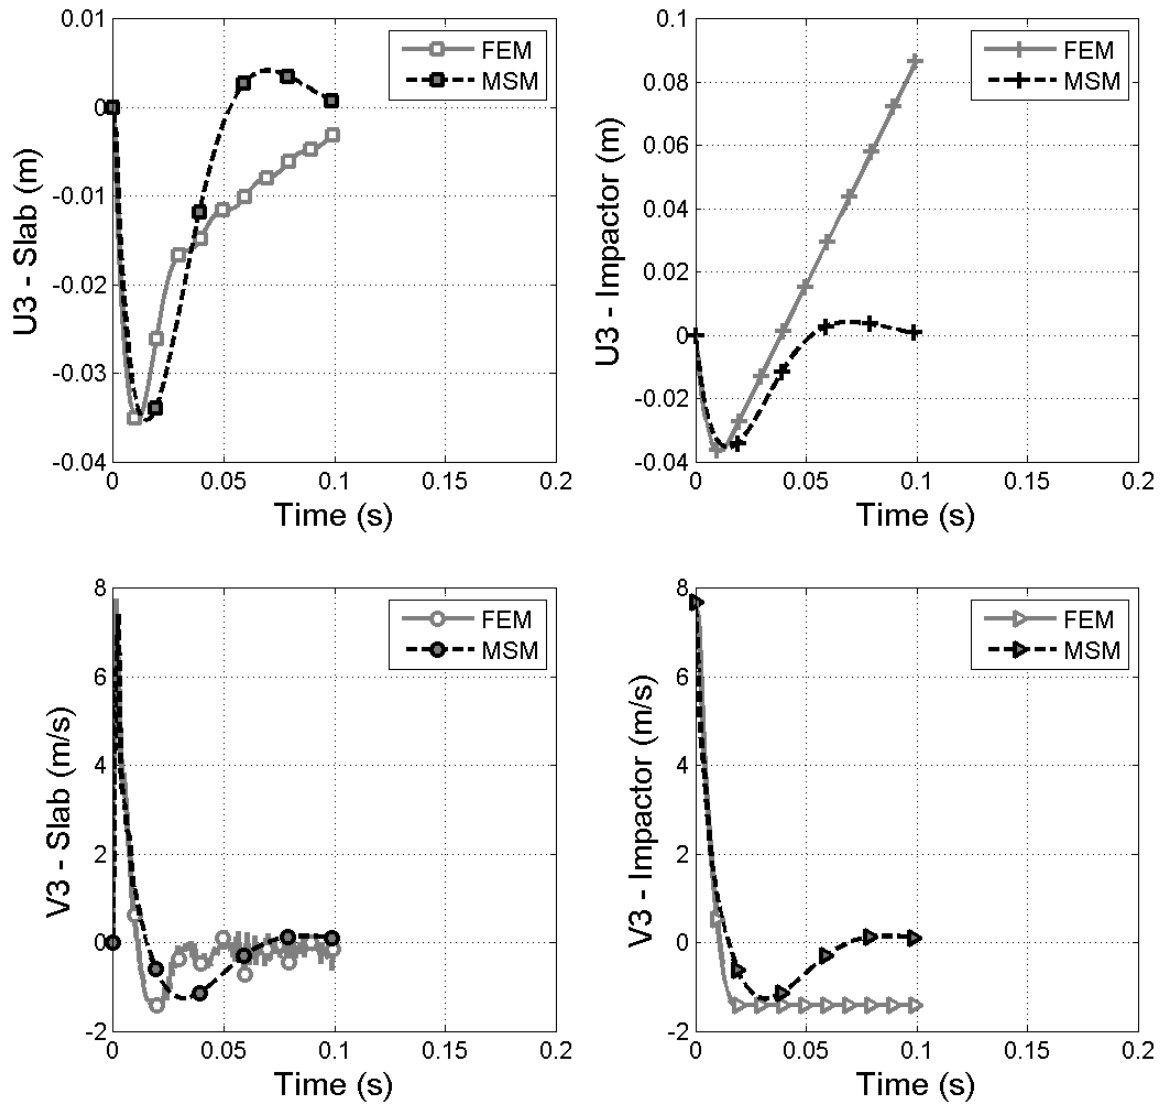 0.01
0
-0.01
-0.02
-0.03
-0.04
U3 - Slab (m)
FEM
MSM
0 0.05 0.1 0.15 0.2
Time (s)
0.1
0.08
0.06
0.04
0.02
0
-0.02
-0.04
U3 - Impactor (m)
FEM
MSM
0 0.05 0.1 0.15 0.2
Time (s)
8
6
4
2
0
-2
V3 - Slab (m/s)
FEM
MSM
0 0.05 0.1 0.15 0.2
Time (s)
8
6
4
2
0
-2
V3 - Impactor (m/s)
FEM
MSM
0 0.05 0.1 0.15 0.2
Time (s)